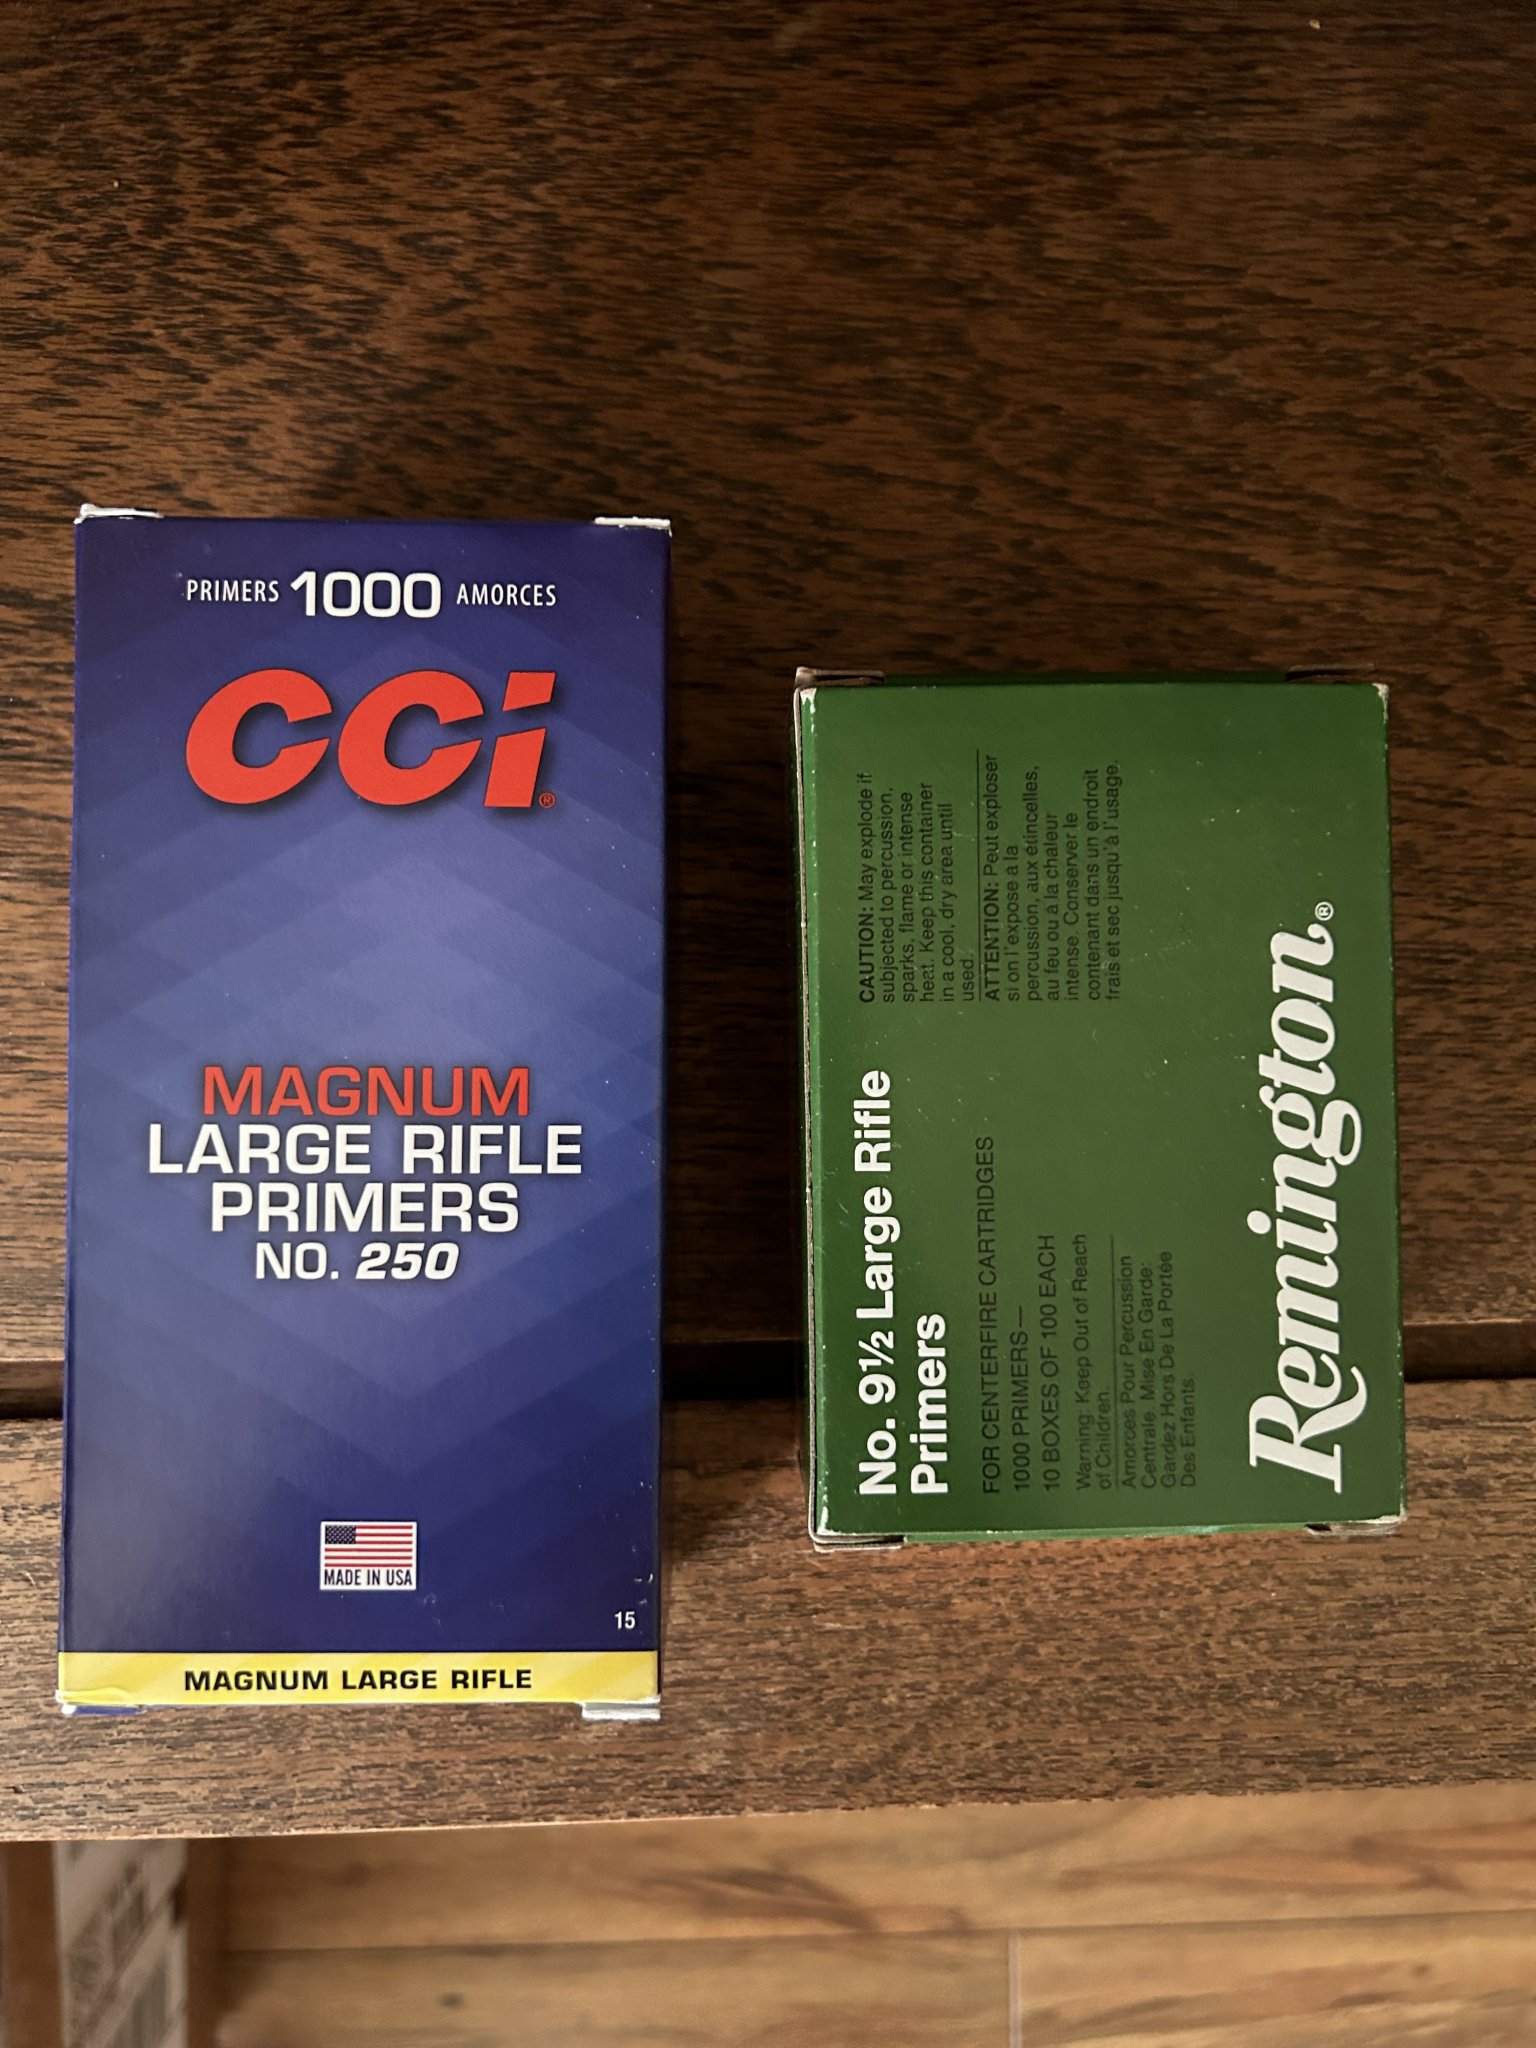 PRIMERS 1000 AMORCES
CCI®
MAGNUM
LARGE RIFLE
PRIMERS
NO. 250
MADE IN USA
15
MAGNUM LARGE RIFLE
No. 9½ Large Rifle
Primers
FOR CENTERFIRE CARTRIDGES
1000 PRIMERS—
10 BOXES OF 100 EACH
Warning: Keep Out of Reach
of Children.
Amorces Pour Percussion
Centrale. Mise En Garde:
Gardez Hors De La Portée
Des Enfants.
CAUTION: May explode if
subjected to percussion,
sparks, flame or intense
heat. Keep this container
in a cool, dry area until
used.
ATTENTION: Peut exploser
si on l'expose à la
percussion, aux étincelles,
au feu ou à la chaleur
intense. Conserver le
contenant dans un endroit
frais et sec jusqu'à l'usage.
Remington®